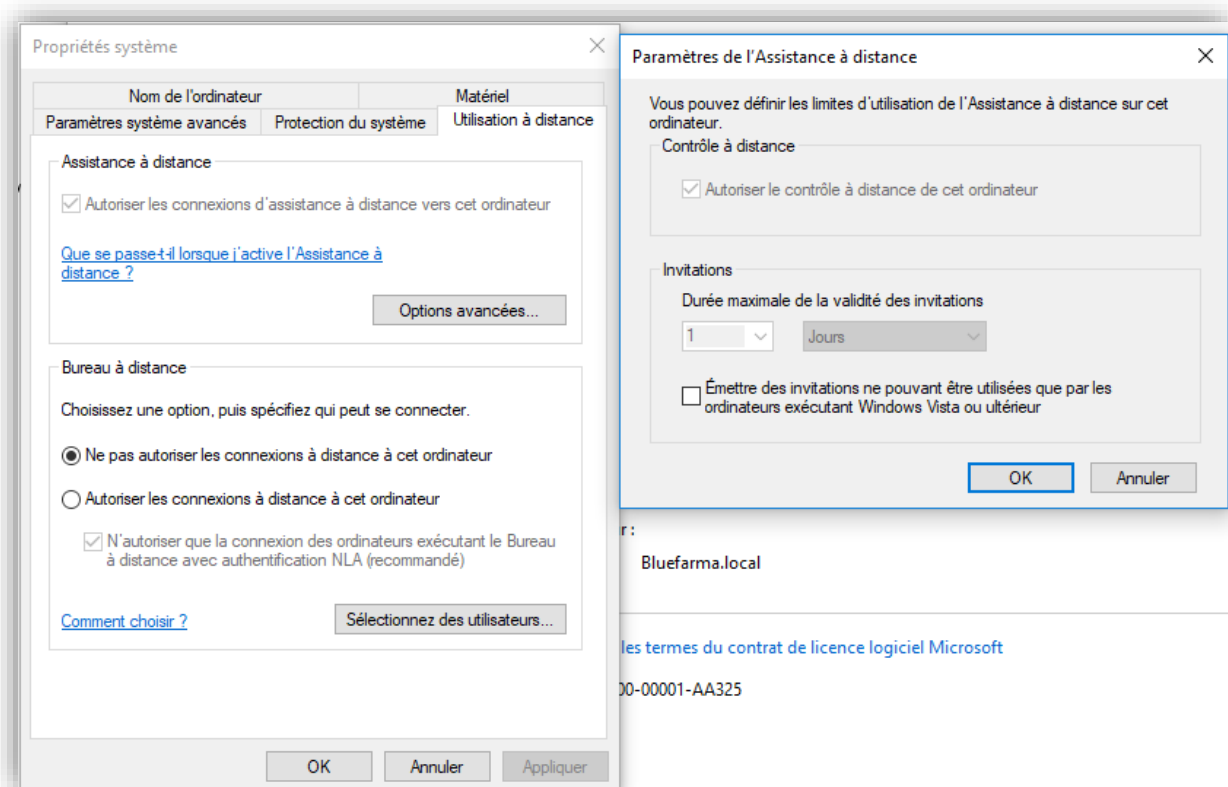 Propriétés système
Nom de l'ordinateur
Matériel
Paramètres système avancés
Protection du système
Utilisation à distance
Assistance à distance
Autoriser les connexions d'assistance à distance vers cet ordinateur
Que se passe-t-il lorsque j'active l'Assistance à
distance ?
Options avancées...
Bureau à distance
Choisissez une option, puis spécifiez qui peut se connecter.
Ne pas autoriser les connexions à distance à cet ordinateur
Autoriser les connexions à distance à cet ordinateur
N'autoriser que la connexion des ordinateurs exécutant le Bureau
à distance avec authentification NLA (recommandé)
Comment choisir ?
Sélectionnez des utilisateurs...
OK
Annuler
Appliquer
Paramètres de l'Assistance à distance
Vous pouvez définir les limites d'utilisation de l'Assistance à distance sur cet
ordinateur.
Contrôle à distance
Autoriser le contrôle à distance de cet ordinateur
Invitations
Durée maximale de la validité des invitations
1
Jours
Émettre des invitations ne pouvant être utilisées que par les
ordinateurs exécutant Windows Vista ou ultérieur
OK
Annuler
r :
Bluefarma.local
les termes du contrat de licence logiciel Microsoft
00-00001-AA325